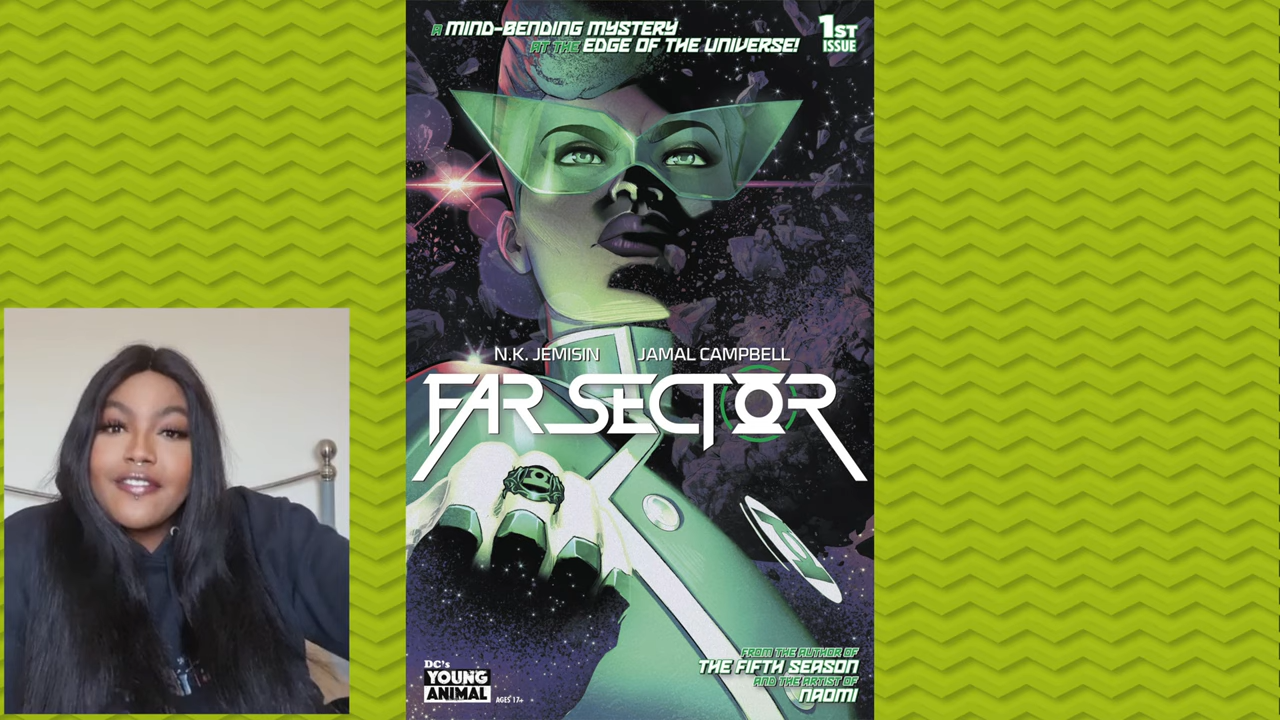 A MIND-BENDING MYSTERY
AT THE EDGE OF THE UNIVERSE!
1ST
ISSUE
N.K. JEMISIN JAMAL CAMPBELL
FAR SECTOR
FROM THE AUTHOR OF
THE FIFTH SEASON
AND THE ARTIST OF
NAOMI
DC's
YOUNG
ANIMAL
AGES 17+